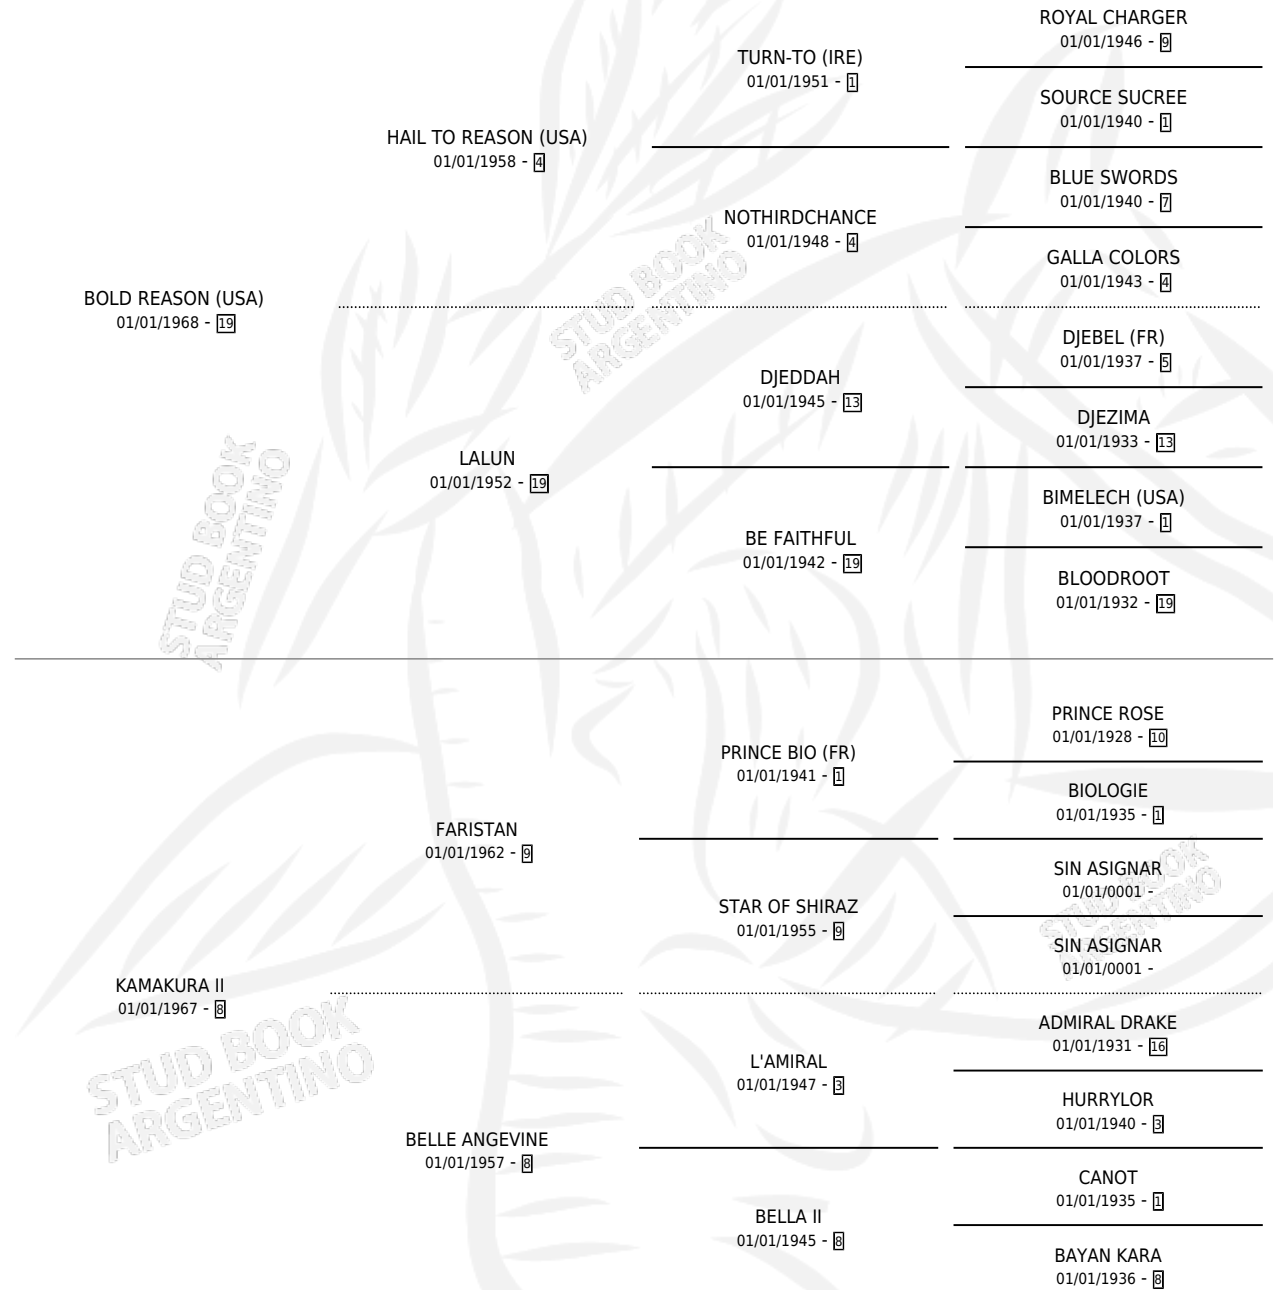 BOLD REASON (USA)
01/01/1968 - 19
HAIL TO REASON (USA)
01/01/1958 - 4
TURN-TO (IRE)
01/01/1951 - 1
ROYAL CHARGER
01/01/1946 - 9
SOURCE SUCREE
01/01/1940 - 1
NOTHIRDCHANCE
01/01/1948 - 4
BLUE SWORDS
01/01/1940 - 7
GALLA COLORS
01/01/1943 - 4
LALUN
01/01/1952 - 19
DJEDDAH
01/01/1945 - 13
DJEBEL (FR)
01/01/1937 - 5
DJEZIMA
01/01/1933 - 13
BE FAITHFUL
01/01/1942 - 19
BIMELECH (USA)
01/01/1937 - 1
BLOODROOT
01/01/1932 - 19
KAMAKURA II
01/01/1967 - 8
FARISTAN
01/01/1962 - 9
PRINCE BIO (FR)
01/01/1941 - 1
PRINCE ROSE
01/01/1928 - 10
BIOLOGIE
01/01/1935 - 1
STAR OF SHIRAZ
01/01/1955 - 9
SIN ASIGNAR
01/01/0001 -
SIN ASIGNAR
01/01/0001 -
BELLE ANGEVINE
01/01/1957 - 8
L'AMIRAL
01/01/1947 - 3
ADMIRAL DRAKE
01/01/1931 - 16
HURRYLOR
01/01/1940 - 3
BELLA II
01/01/1945 - 8
CANOT
01/01/1935 - 1
BAYAN KARA
01/01/1936 - 8
STUD BOOK
ARGENTINO
STUD BOOK
ARGENTINO
STUD BOOK
ARGENTINO
STUD BOOK
ARGENTINO